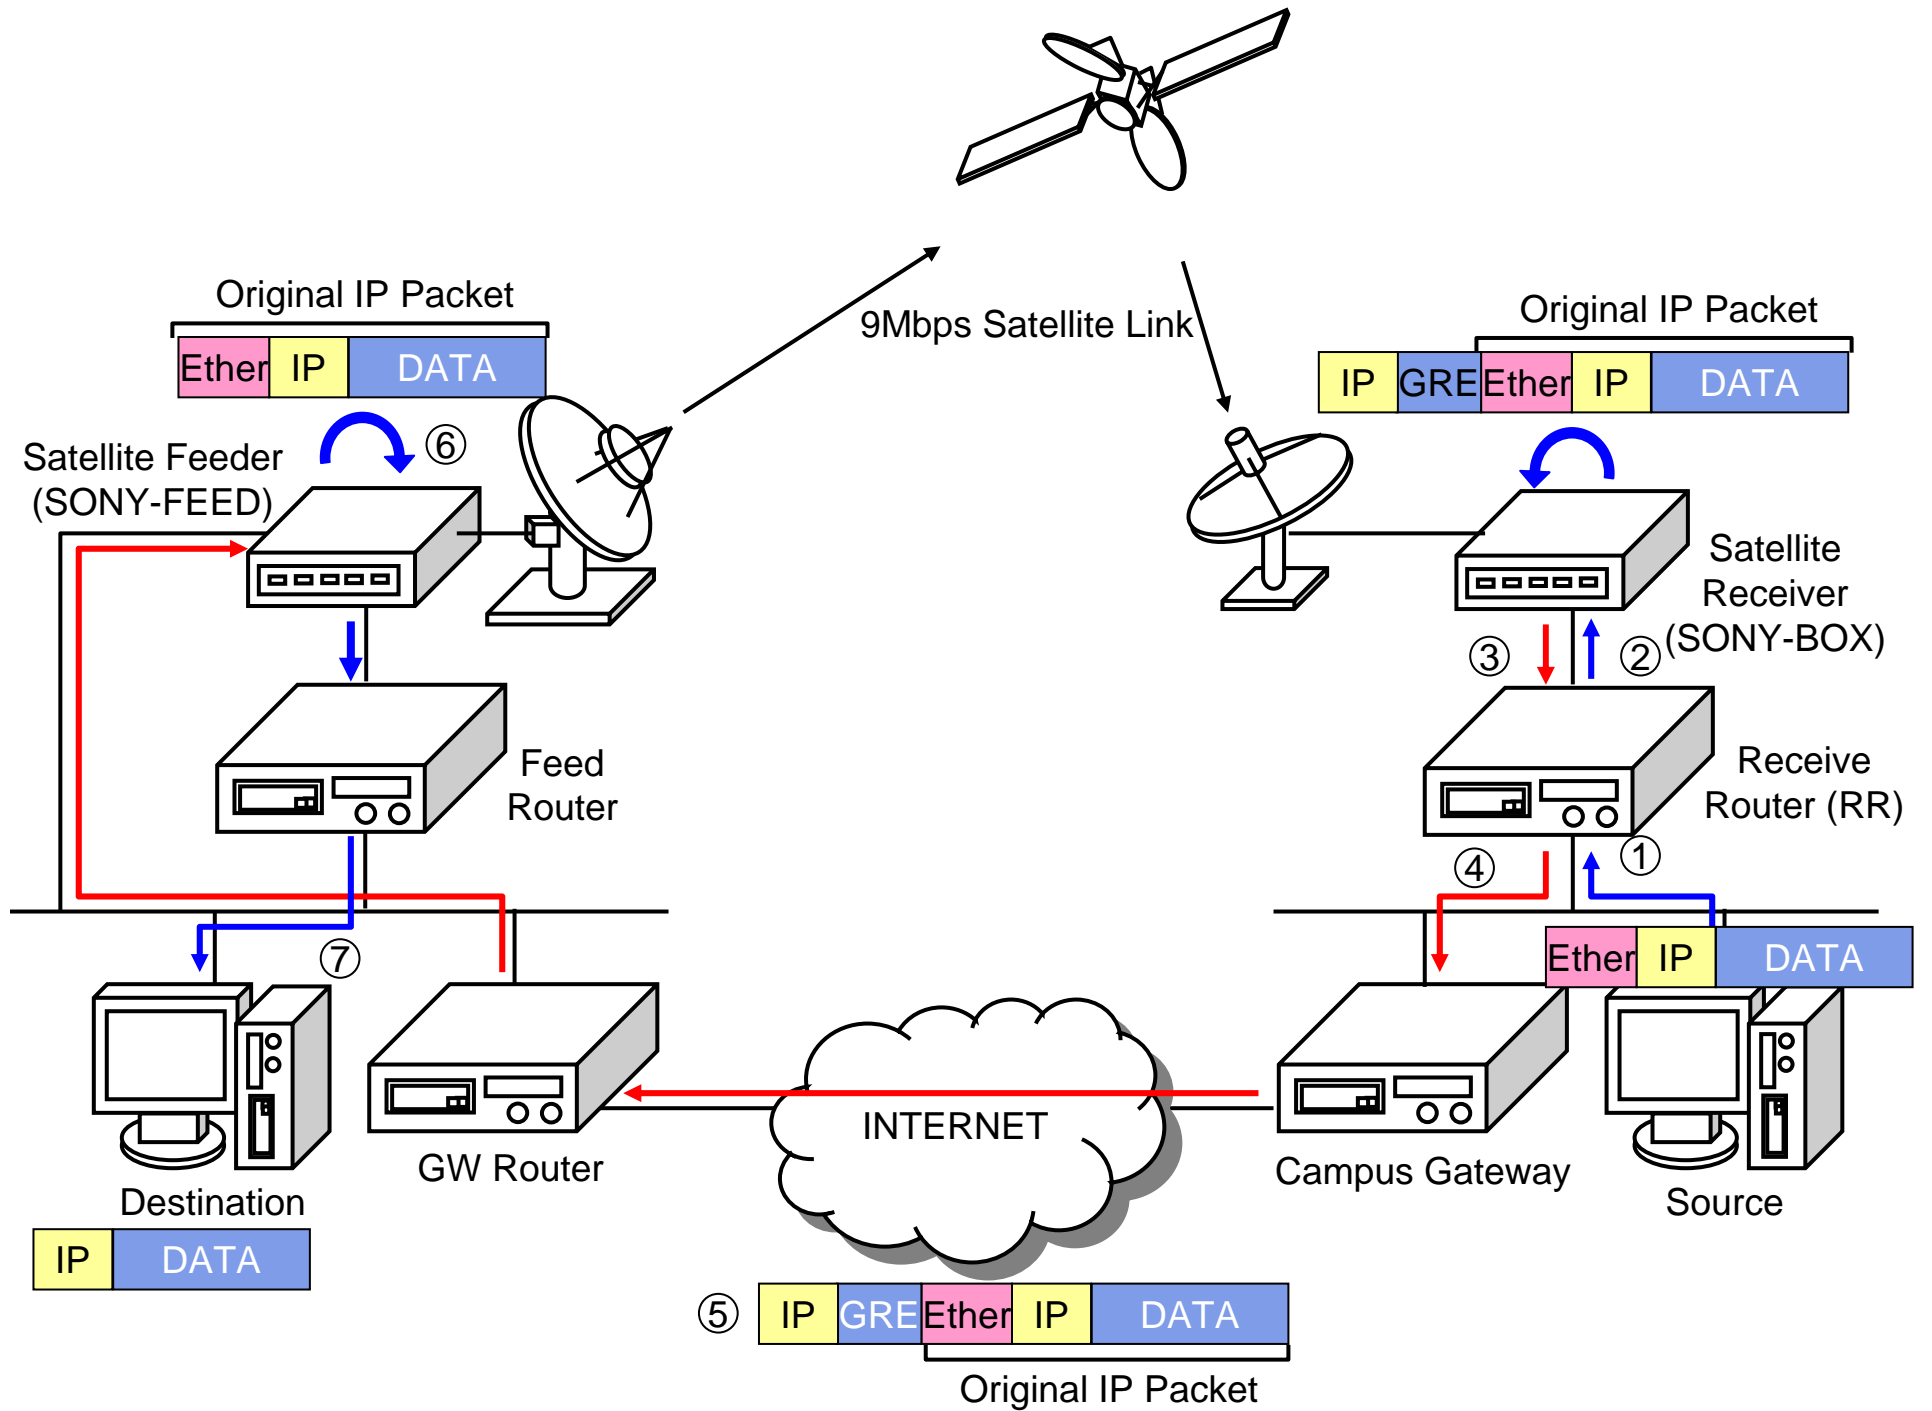 Original IP Packet
Ether IP DATA
9Mbps Satellite Link
Original IP Packet
IP GRE Ether IP DATA
Satellite Feeder
(SONY-FEED)
⑥
Satellite
Receiver
(SONY-BOX)
③ ②
Feed
Router
Receive
Router (RR)
④ ①
⑦
Ether IP DATA
INTERNET
GW Router
Campus Gateway
Destination
Source
IP DATA
⑤ IP GRE Ether IP DATA
Original IP Packet